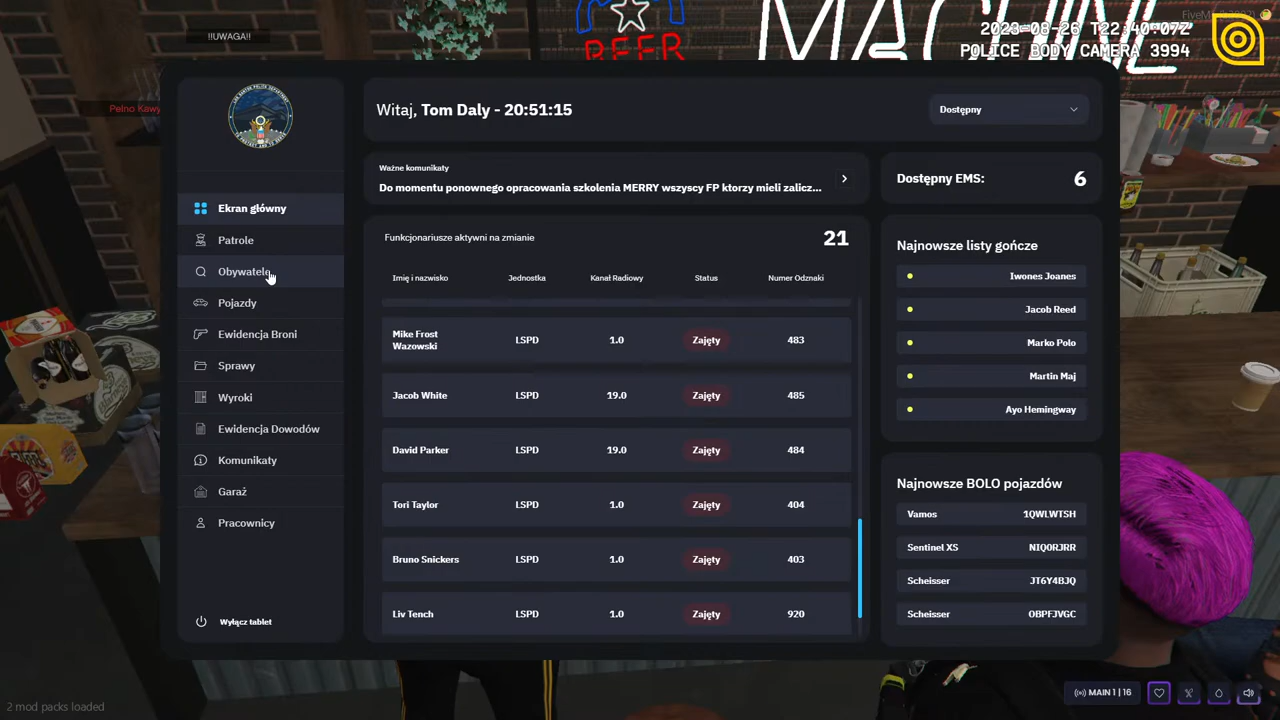 !!UWAGA!!
BEER
MACHINE
FiveM
2023-08-26 T22:40:07Z
POLICE BODY CAMERA 3994
Pełno Kawy
Witaj, Tom Daly - 20:51:15
Dostępny
Ważne komunikaty
Do momentu ponownego opracowania szkolenia MERRY wszyscy FP ktorzy mieli zalicz...
Dostępny EMS:
6
Ekran główny
Patrole
Obywatele
Pojazdy
Ewidencja Broni
Sprawy
Wyroki
Ewidencja Dowodów
Komunikaty
Garaż
Pracownicy
Wyłącz tablet
Funkcjonariusze aktywni na zmianie
21
Imię i nazwisko Jednostka Kanał Radiowy Status Numer Odznaki
Mike Frost
Wazowski LSPD 1.0 Zajęty 483
Jacob White LSPD 19.0 Zajęty 485
David Parker LSPD 19.0 Zajęty 484
Tori Taylor LSPD 1.0 Zajęty 404
Bruno Snickers LSPD 1.0 Zajęty 403
Liv Tench LSPD 1.0 Zajęty 920
Najnowsze listy gończe
Iwones Joanes
Jacob Reed
Marko Polo
Martin Maj
Ayo Hemingway
Najnowsze BOLO pojazdów
Vamos 1QWLWTSH
Sentinel XS NIQ0RJRR
Scheisser JT6Y4BJQ
Scheisser OBPFJVGC
MAIN 1 | 16
2 mod packs loaded